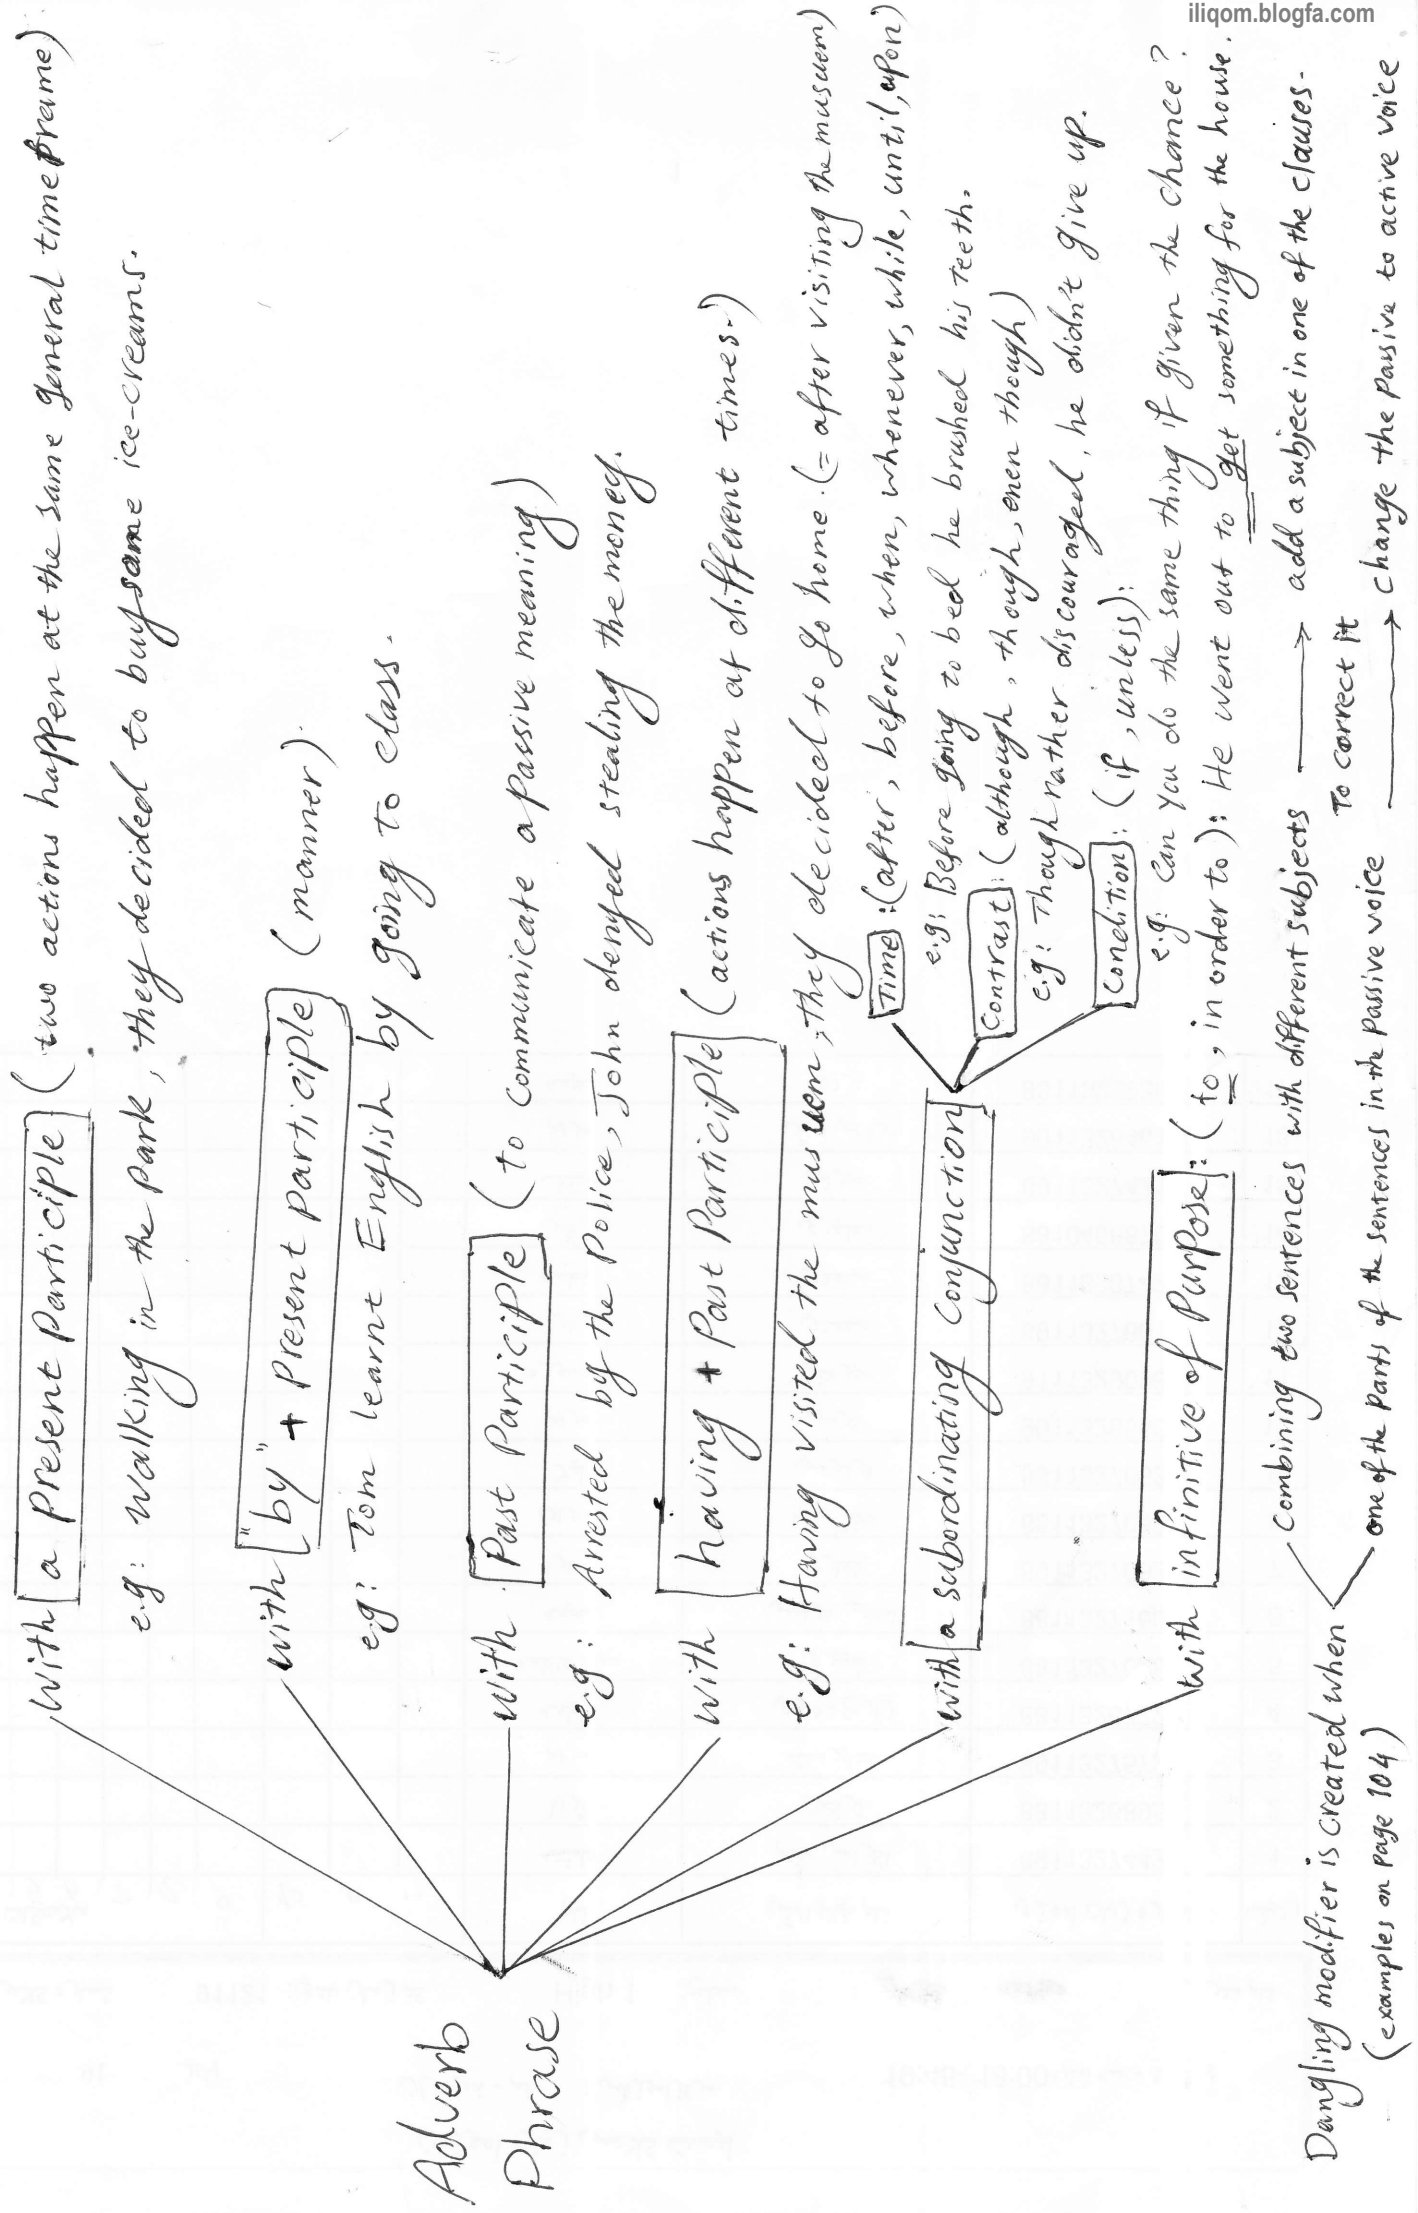 iliqom.blogfa.com
Adverb
Phrase
with a present participle (two actions happen at the same general time frame)
e.g: walking in the park, they decided to buy some ice-creams.
with "by" + present participle (manner)
e.g: Tom learnt English by going to class.
with Past Participle (to communicate a passive meaning)
e.g: Arrested by the Police, John denyed stealing the money.
with having + Past Participle (actions happen at different times.)
e.g: Having visited the musuem, they decided to go home. (= after visiting the musuem)
with a subordinating conjunction
Time: (after, before, when, whenever, while, until, upon)
e.g: Before going to bed he brushed his teeth.
Contrast: (although, though, even though)
e.g: Though rather discouraged, he didn't give up.
Condition: (if, unless):
e.g: Can you do the same thing if given the chance?
with infinitive of Purpose: (to, in order to): He went out to get something for the house.
Dangling modifier is created when
(examples on page 104)
combining two sentences with different subjects → add a subject in one of the clauses.
To correct it
one of the parts of the sentences in the passive voice → change the passive to active voice